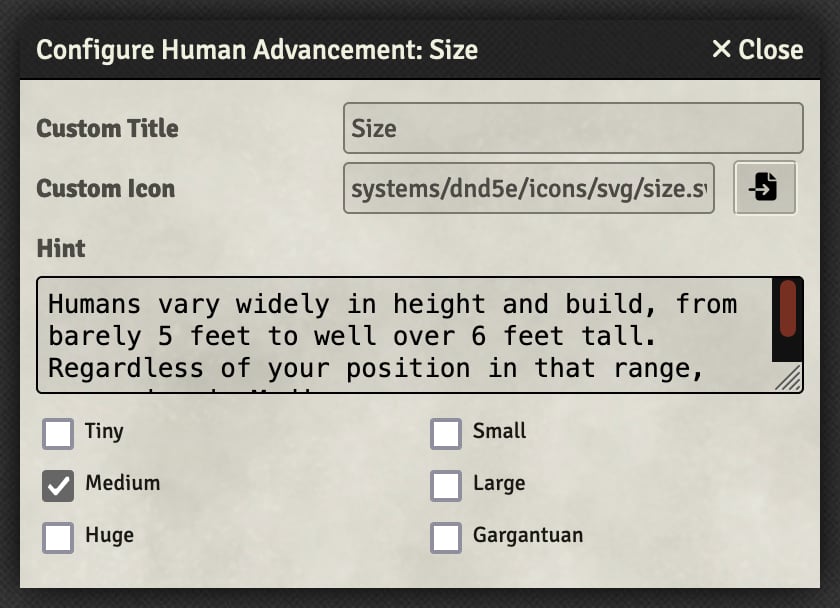 Configure Human Advancement: Size
Close
Custom Title
Size
Custom Icon
systems/dnd5e/icons/svg/size.s
Hint
Humans vary widely in height and build, from
barely 5 feet to well over 6 feet tall.
Regardless of your position in that range,
Tiny
Small
Medium
Large
Huge
Gargantuan